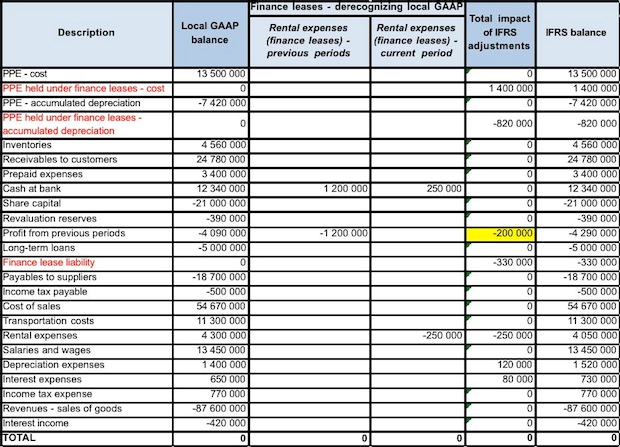 Description
Local GAAP balance
Finance leases - derecognizing local GAAP
Rental expenses (finance leases) - previous periods
Rental expenses (finance leases) - current period
Total impact of IFRS adjustments
IFRS balance
PPE - cost 13 500 000 0 13 500 000
PPE held under finance leases - cost 0 1 400 000 1 400 000
PPE - accumulated depreciation -7 420 000 0 -7 420 000
PPE held under finance leases -
accumulated depreciation 0 -820 000 -820 000
Inventories 4 560 000 0 4 560 000
Receivables to customers 24 780 000 0 24 780 000
Prepaid expenses 3 400 000 0 3 400 000
Cash at bank 12 340 000 1 200 000 250 000 0 12 340 000
Share capital -21 000 000 0 -21 000 000
Revaluation reserves -390 000 0 -390 000
Profit from previous periods -4 090 000 -1 200 000 -200 000 -4 290 000
Long-term loans -5 000 000 0 -5 000 000
Finance lease liability 0 -330 000 -330 000
Payables to suppliers -18 700 000 0 -18 700 000
Income tax payable -500 000 0 -500 000
Cost of sales 54 670 000 0 54 670 000
Transportation costs 11 300 000 0 11 300 000
Rental expenses 4 300 000 -250 000 -250 000 4 050 000
Salaries and wages 13 450 000 0 13 450 000
Depreciation expenses 1 400 000 120 000 1 520 000
Interest expenses 650 000 80 000 730 000
Income tax expense 770 000 0 770 000
Revenues - sales of goods -87 600 000 0 -87 600 000
Interest income -420 000 0 -420 000
TOTAL 0 0 0 0 0